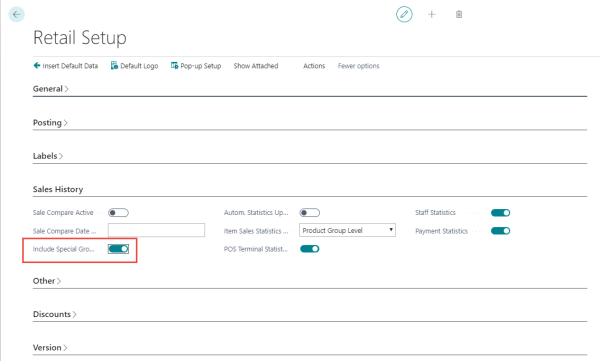 Retail Setup
Insert Default Data Default Logo Pop-up Setup Show Attached Actions Fewer options
General >
Posting >
Labels >
Sales History
Sale Compare Active Autom. Statistics Up... Staff Statistics
Sale Compare Date ... Item Sales Statistics ... Product Group Level Payment Statistics
Include Special Gro... POS Terminal Statist...
Other >
Discounts >
Version >